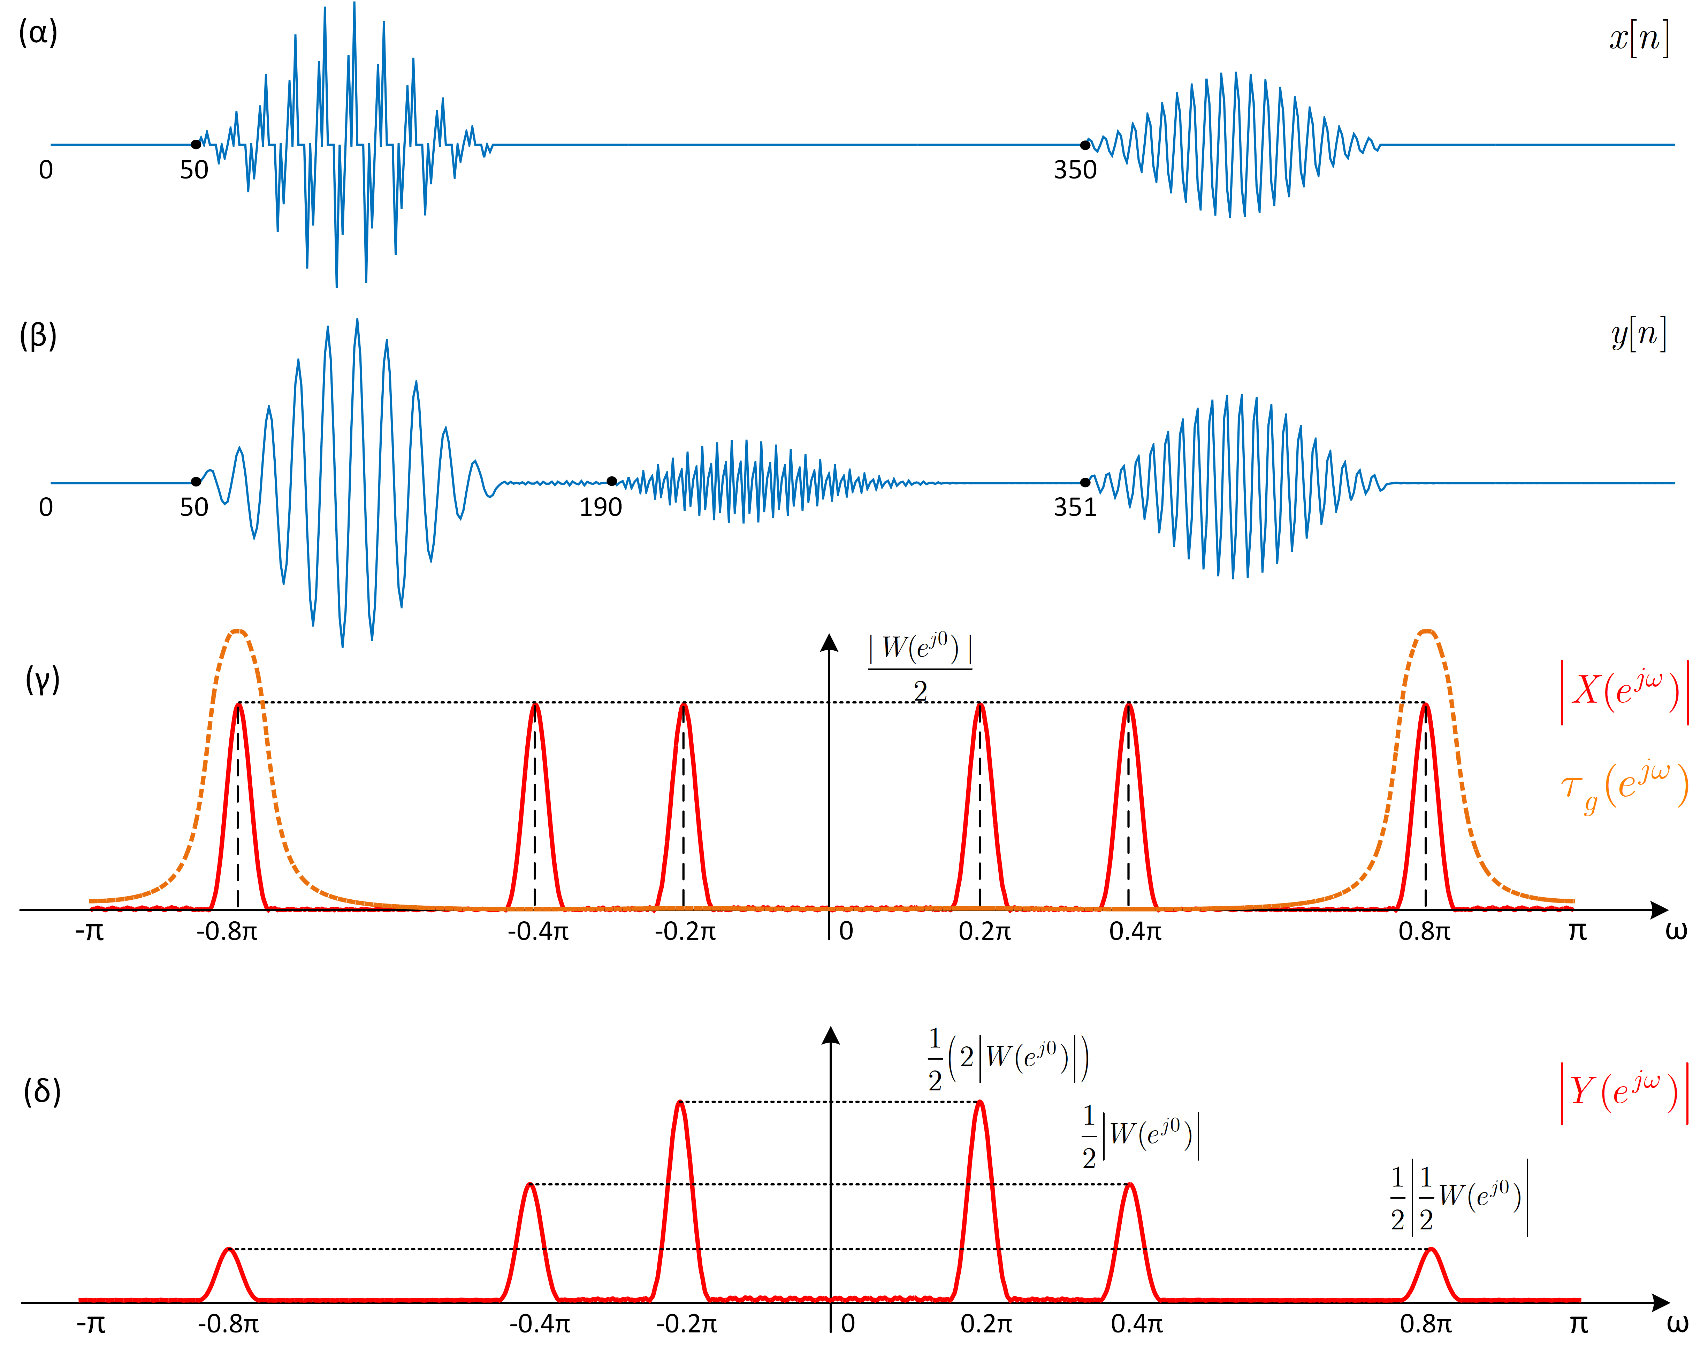 (α) x[n]
0 50 350
(β) y[n]
0 50 190 351
(γ) |W(e^{j0})|/2 |X(e^{jω})|
τ_g(e^{jω})
-π -0.8π -0.4π -0.2π 0 0.2π 0.4π 0.8π π ω
(δ) 1/2(2|W(e^{j0})|) |Y(e^{jω})|
1/2|W(e^{j0})|
1/2|1/2 W(e^{j0})|
-π -0.8π -0.4π -0.2π 0 0.2π 0.4π 0.8π π ω